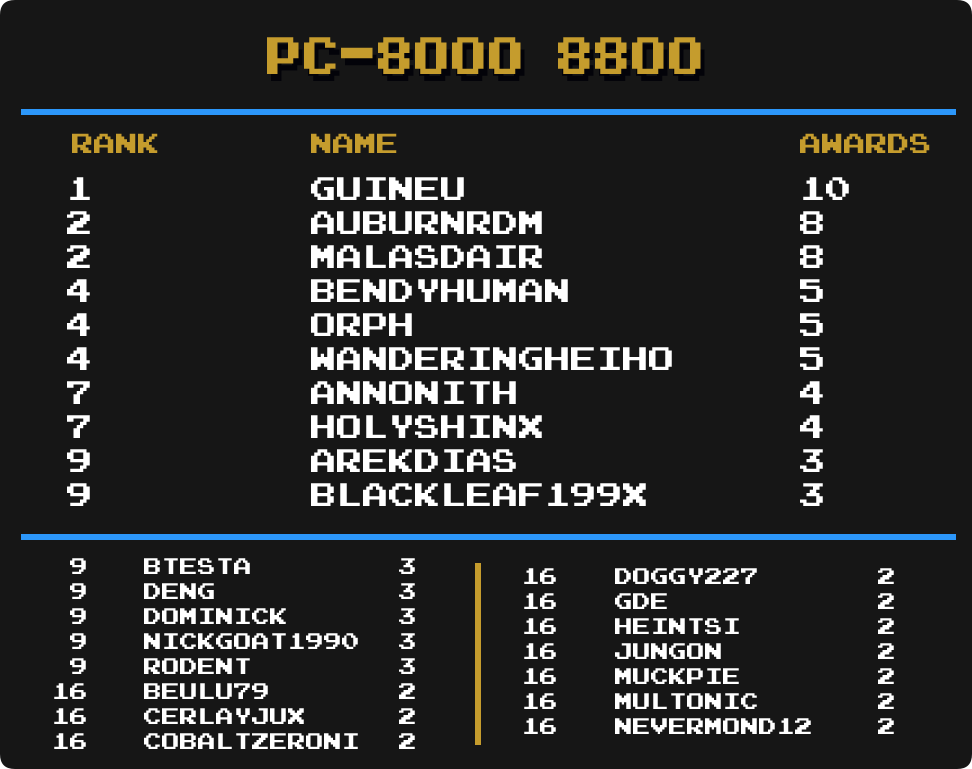 PC-8000 8800
RANK NAME AWARDS
1 GUINEU 10
2 AUBURNRDM 8
2 MALASDAIR 8
4 BENDYHUMAN 5
4 ORPH 5
4 WANDERINGHEIHO 5
7 ANNONITH 4
7 HOLYSHINX 4
9 AREKDIAS 3
9 BLACKLEAF199X 3
9 BTESTA 3
9 DENG 3
9 DOMINICK 3
9 NICKGOAT1990 3
9 RODENT 3
16 BEULU79 2
16 CERLAYJUX 2
16 COBALTZERONI 2
16 DOGGY227 2
16 GDE 2
16 HEINTSI 2
16 JUNGON 2
16 MUCKPIE 2
16 MULTONIC 2
16 NEVERMOND12 2